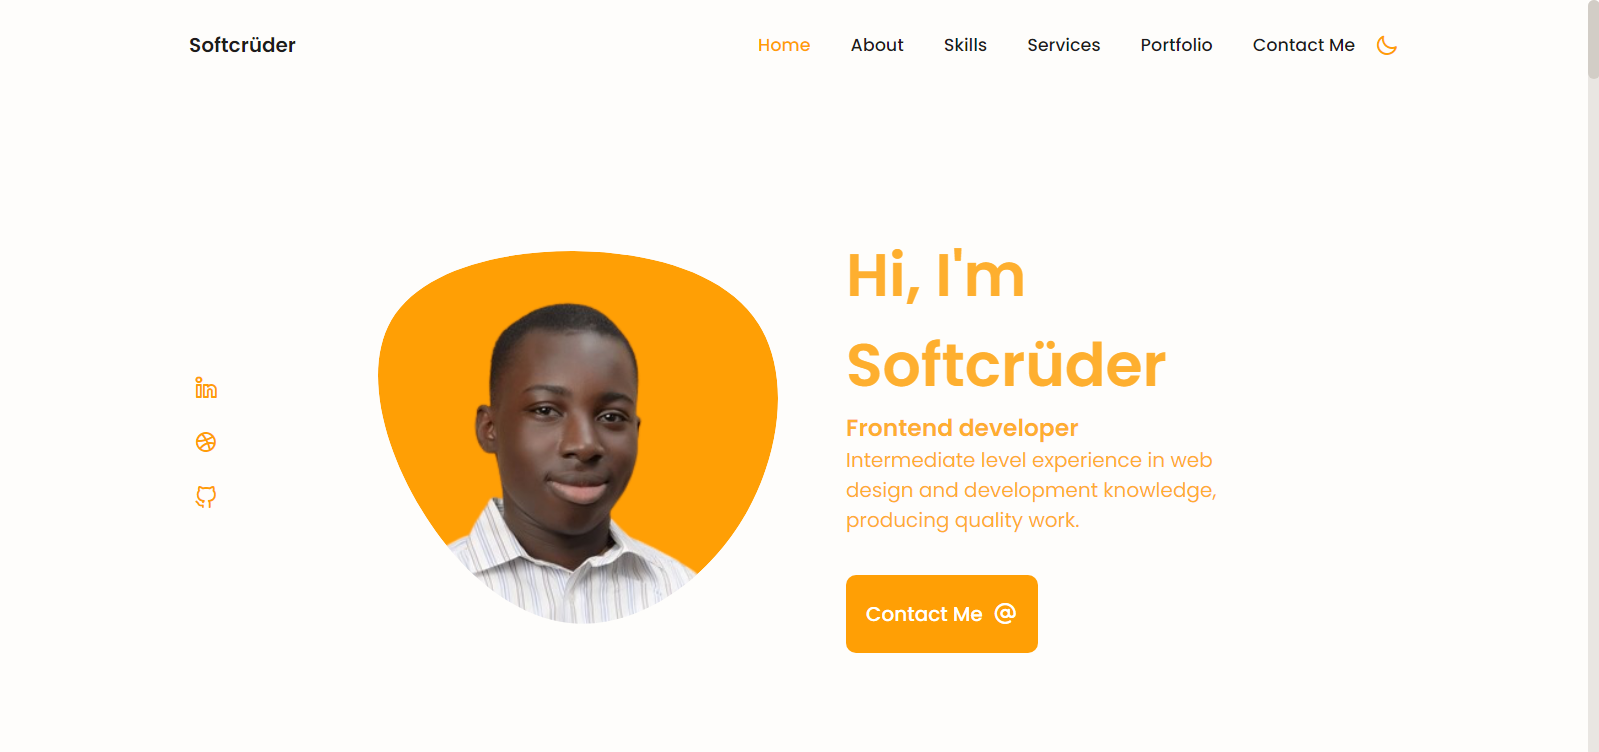 Softcrüder
Home About Skills Services Portfolio Contact Me
Hi, I'm
Softcrüder
Frontend developer
Intermediate level experience in web
design and development knowledge,
producing quality work.
Contact Me @